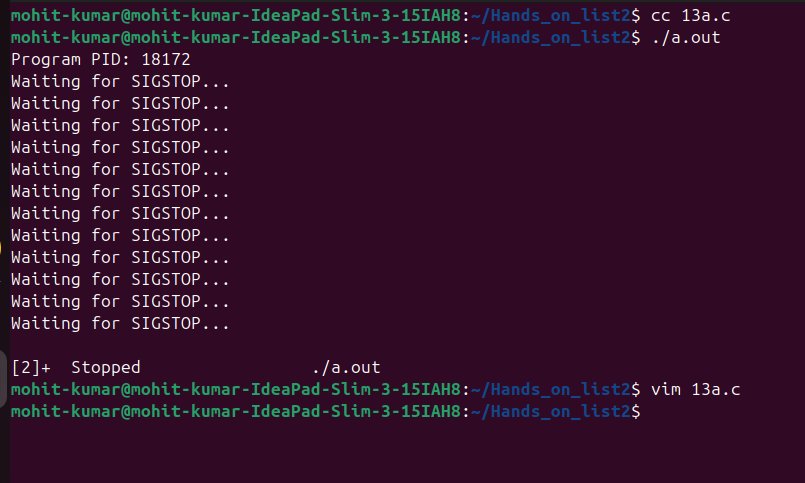 mohit-kumar@mohit-kumar-IdeaPad-Slim-3-15IAH8:~/Hands_on_list2$ cc 13a.c
mohit-kumar@mohit-kumar-IdeaPad-Slim-3-15IAH8:~/Hands_on_list2$ ./a.out
Program PID: 18172
Waiting for SIGSTOP...
Waiting for SIGSTOP...
Waiting for SIGSTOP...
Waiting for SIGSTOP...
Waiting for SIGSTOP...
Waiting for SIGSTOP...
Waiting for SIGSTOP...
Waiting for SIGSTOP...
Waiting for SIGSTOP...
Waiting for SIGSTOP...
Waiting for SIGSTOP...
Waiting for SIGSTOP...
[2]+  Stopped                 ./a.out
mohit-kumar@mohit-kumar-IdeaPad-Slim-3-15IAH8:~/Hands_on_list2$ vim 13a.c
mohit-kumar@mohit-kumar-IdeaPad-Slim-3-15IAH8:~/Hands_on_list2$